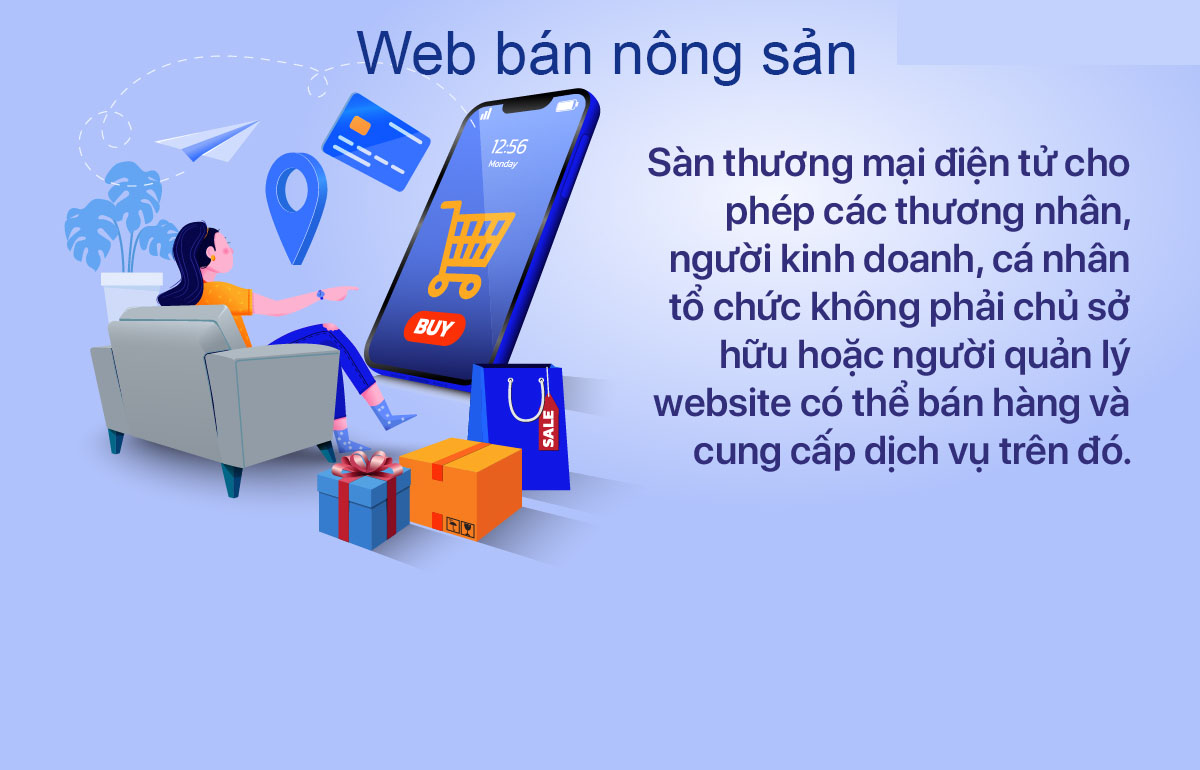 Web bán nông sản
12:56
Monday
BUY
SALE
Sàn thương mại điện tử cho
phép các thương nhân,
người kinh doanh, cá nhân
tổ chức không phải chủ sở
hữu hoặc người quản lý
website có thể bán hàng và
cung cấp dịch vụ trên đó.